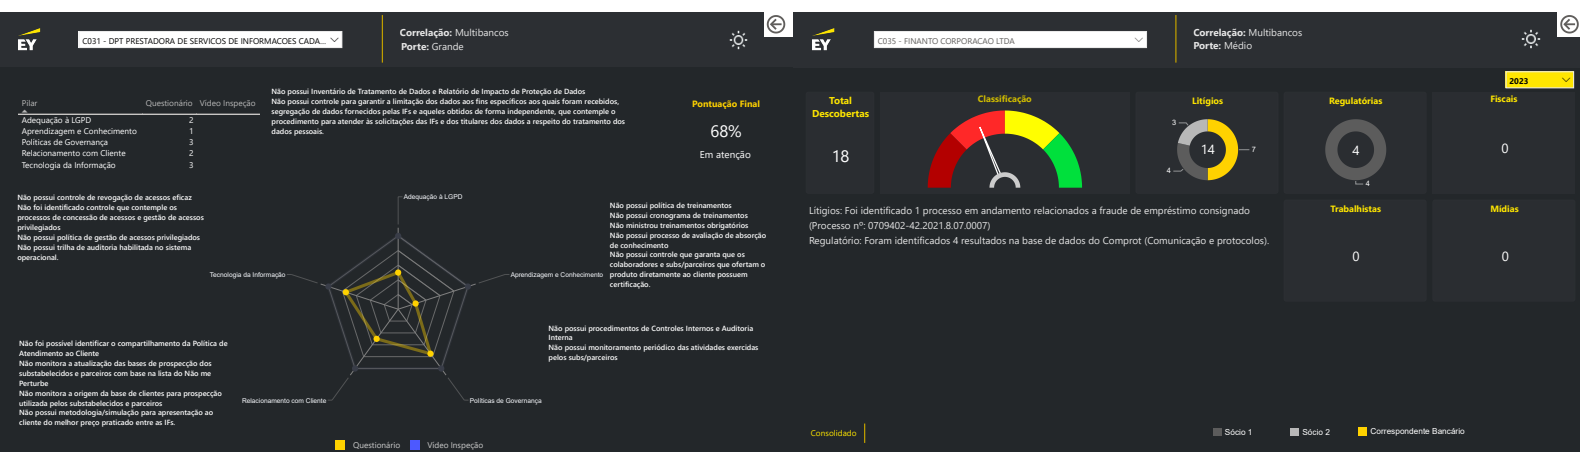 EY
C031 - DPT PRESTADORA DE SERVICOS DE INFORMACOES CADA...
Correlação: Multibancos
Porte: Grande
Pilar Questionário Vídeo Inspeção
Adequação à LGPD 2
Aprendizagem e Conhecimento 1
Políticas de Governança 3
Relacionamento com Cliente 2
Tecnologia da Informação 3
Não possui Inventário de Tratamento de Dados e Relatório de Impacto de Proteção de Dados
Não possui controle para garantir a limitação dos dados aos fins específicos aos quais foram recebidos,
segregação de dados fornecidos pelas IFs e aqueles obtidos de forma independente, que contemple o
procedimento para atender às solicitações das IFs e dos titulares dos dados a respeito do tratamento dos
dados pessoais.
Pontuação Final
68%
Em atenção
Não possui controle de revogação de acessos eficaz
Não foi identificado controle que contemple os
processos de concessão de acessos e gestão de acessos
privilegiados
Não possui política de gestão de acessos privilegiados
Não possui trilha de auditoria habilitada no sistema
operacional.
Adequação à LGPD
Não possui política de treinamentos
Não possui cronograma de treinamentos
Não ministrou treinamentos obrigatórios
Não possui processo de avaliação de absorção
de conhecimento
Não possui controle que garanta que os
colaboradores e subs/parceiros que ofertam o
produto diretamente ao cliente possuem
certificação.
Tecnologia da Informação
Aprendizagem e Conhecimento
Não possui procedimentos de Controles Internos e Auditoria
Interna
Não possui monitoramento periódico das atividades exercidas
pelos subs/parceiros
Não foi possível identificar o compartilhamento da Política de
Atendimento ao Cliente
Não monitora a atualização das bases de prospecção dos
substabelecidos e parceiros com base na lista do Não me
Perturbe
Não monitora a origem da base de clientes para prospecção
utilizada pelos substabelecidos e parceiros
Não possui metodologia/simulação para apresentação ao
cliente do melhor preço praticado entre as IFs.
Relacionamento com Cliente
Políticas de Governança
Questionário Vídeo Inspeção
EY
C035 - FINANTO CORPORACAO LTDA
Correlação: Multibancos
Porte: Médio
2023
Total
Descobertas
18
Classificação
Litígios
3
14
7
4
Regulatórias
4
4
Fiscais
0
Lítigios: Foi identificado 1 processo em andamento relacionados a fraude de empréstimo consignado
(Processo nº: 0709402-42.2021.8.07.0007)
Regulatório: Foram identificados 4 resultados na base de dados do Comprot (Comunicação e protocolos).
Trabalhistas
0
Mídias
0
Consolidado
Sócio 1 Sócio 2 Correspondente Bancário